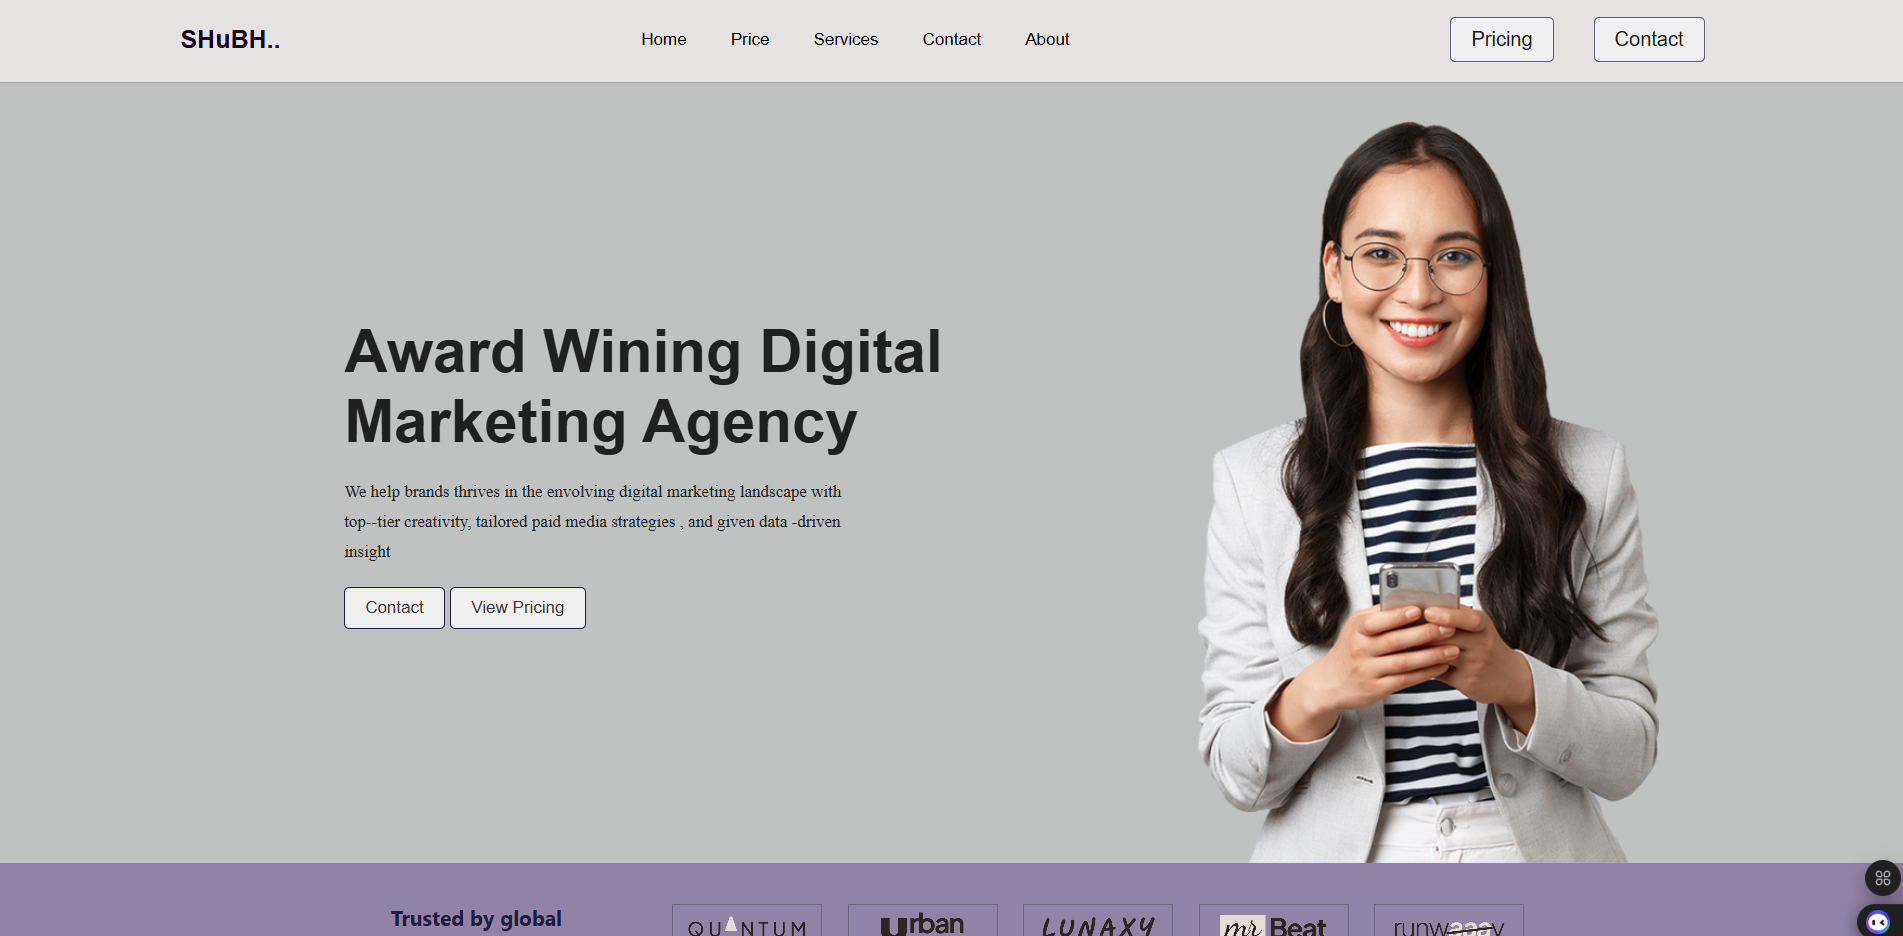 SHuBH..
Home Price Services Contact About
Pricing Contact
Award Wining Digital
Marketing Agency
We help brands thrives in the envolving digital marketing landscape with
top--tier creativity, tailored paid media strategies , and given data -driven
insight
Contact View Pricing
Trusted by global
QUANTUM urban LUNAXY mr Beat runwaaay